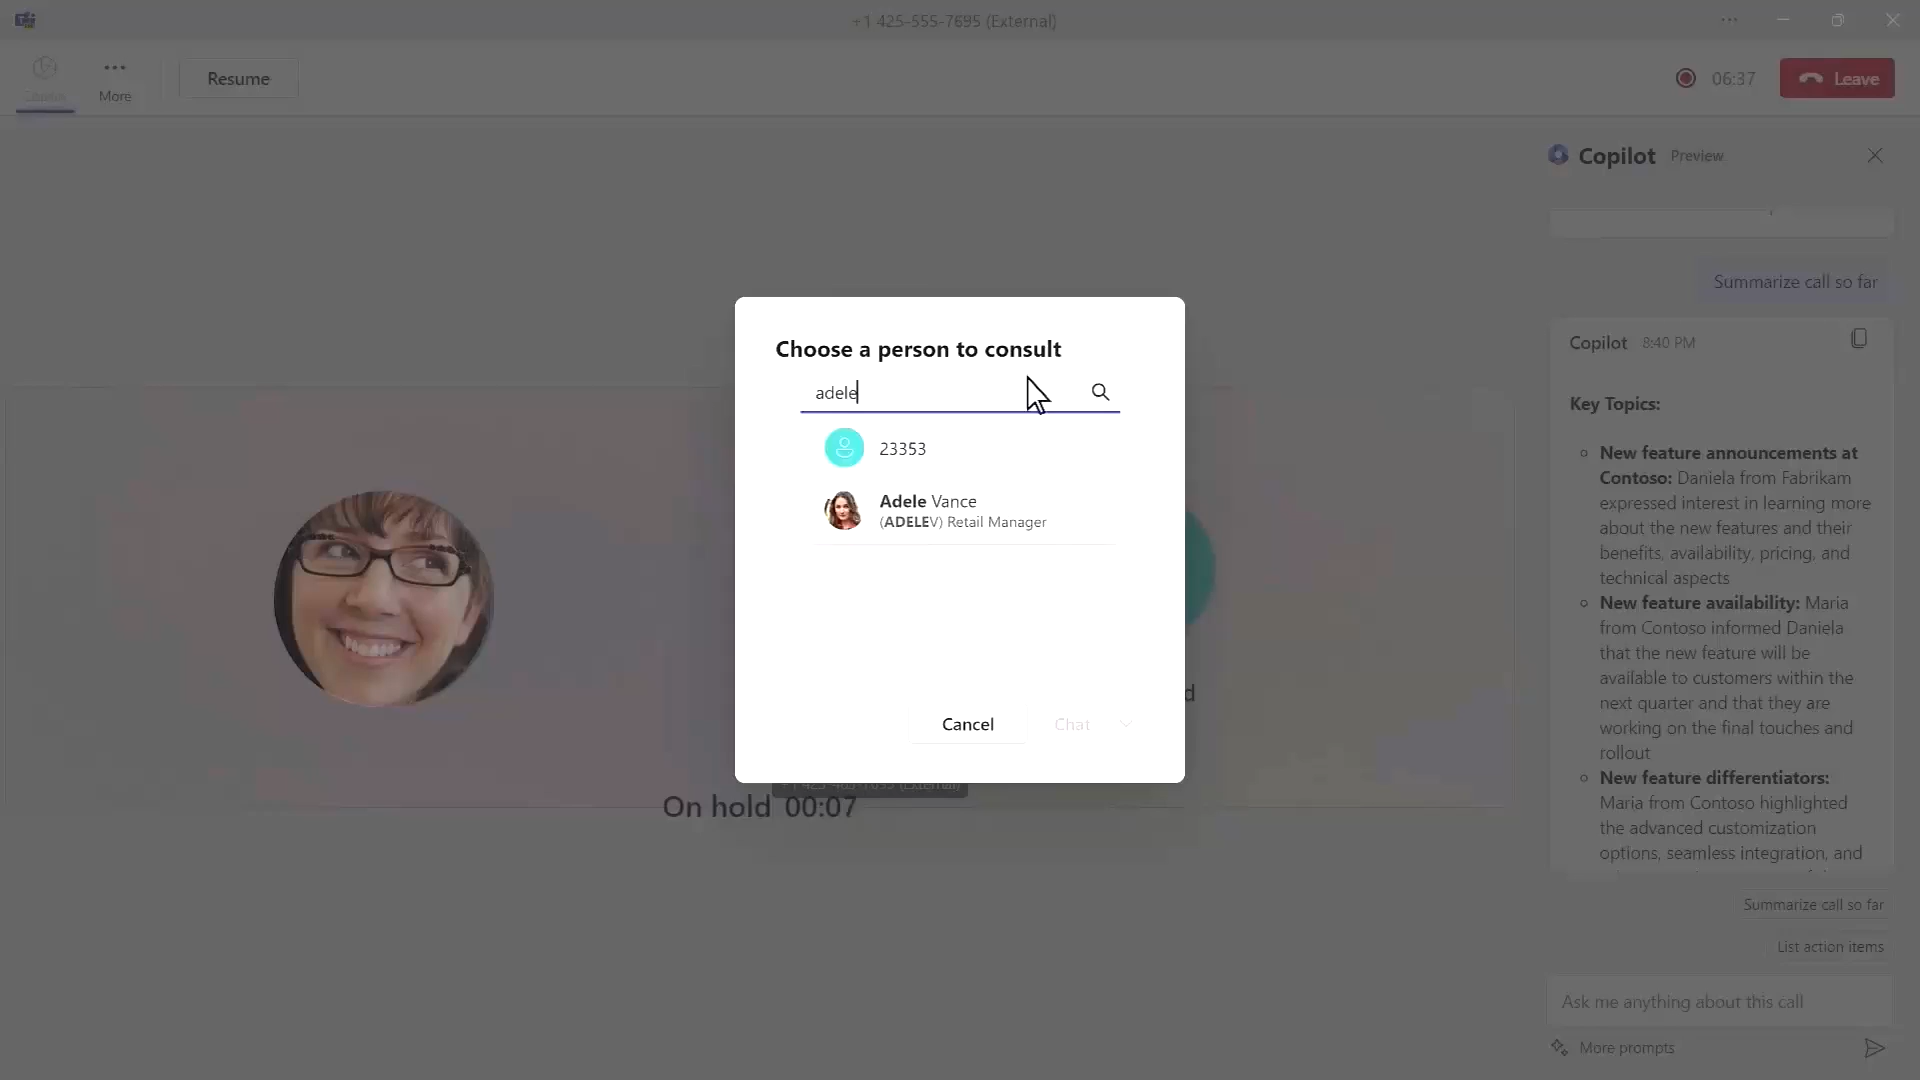 +1 425-555-7695 (External)
More
Resume
06:37
Leave
Copilot Preview
Summarize call so far
Copilot 8:40 PM
Key Topics:
New feature announcements at
Contoso: Daniela from Fabrikam
expressed interest in learning more
about the new features and their
benefits, availability, pricing, and
technical aspects
New feature availability: Maria
from Contoso informed Daniela
that the new feature will be
available to customers within the
next quarter and that they are
working on the final touches and
rollout
New feature differentiators:
Maria from Contoso highlighted
the advanced customization
options, seamless integration, and
Summarize call so far
List action items
Ask me anything about this call
More prompts
Choose a person to consult
adele
23353
Adele Vance
(ADELEV) Retail Manager
Cancel
Chat
d
On hold 00:07